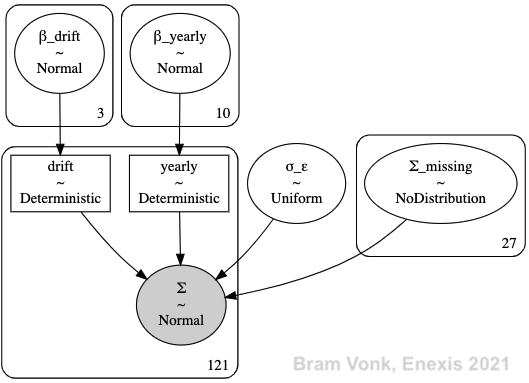 β_drift
~
Normal
3
β_yearly
~
Normal
10
drift
~
Deterministic
yearly
~
Deterministic
σ_ε
~
Uniform
Σ_missing
~
NoDistribution
27
Σ
~
Normal
121
Bram Vonk, Enexis 2021